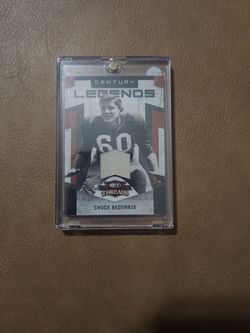 CENTURY
LEGENDS
60
THREADS
CHUCK BEDNARIK